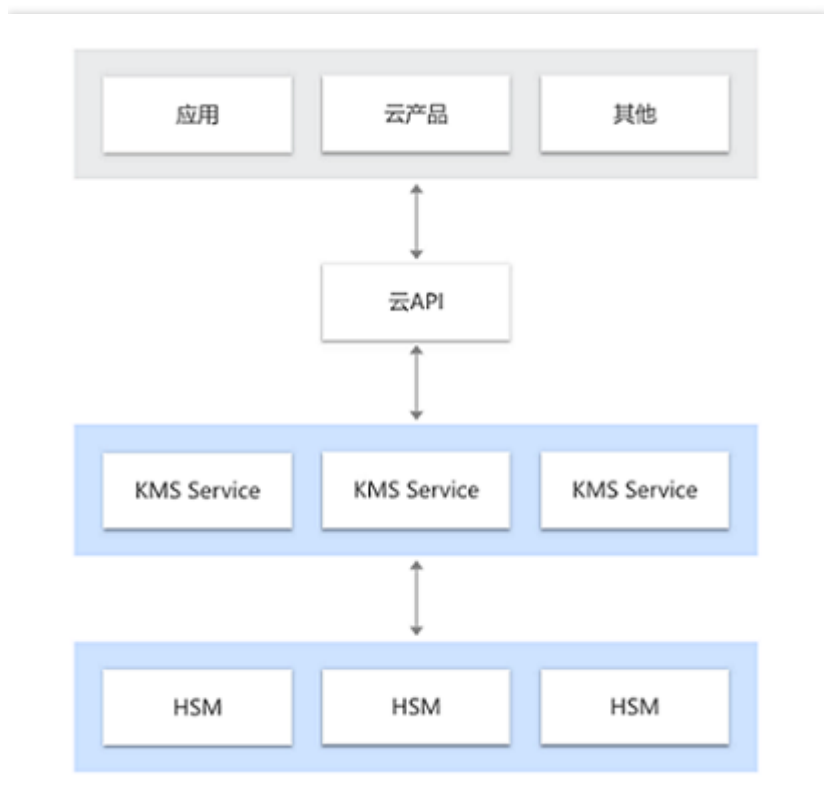 应用 云产品 其他
云API
KMS Service KMS Service KMS Service
HSM HSM HSM